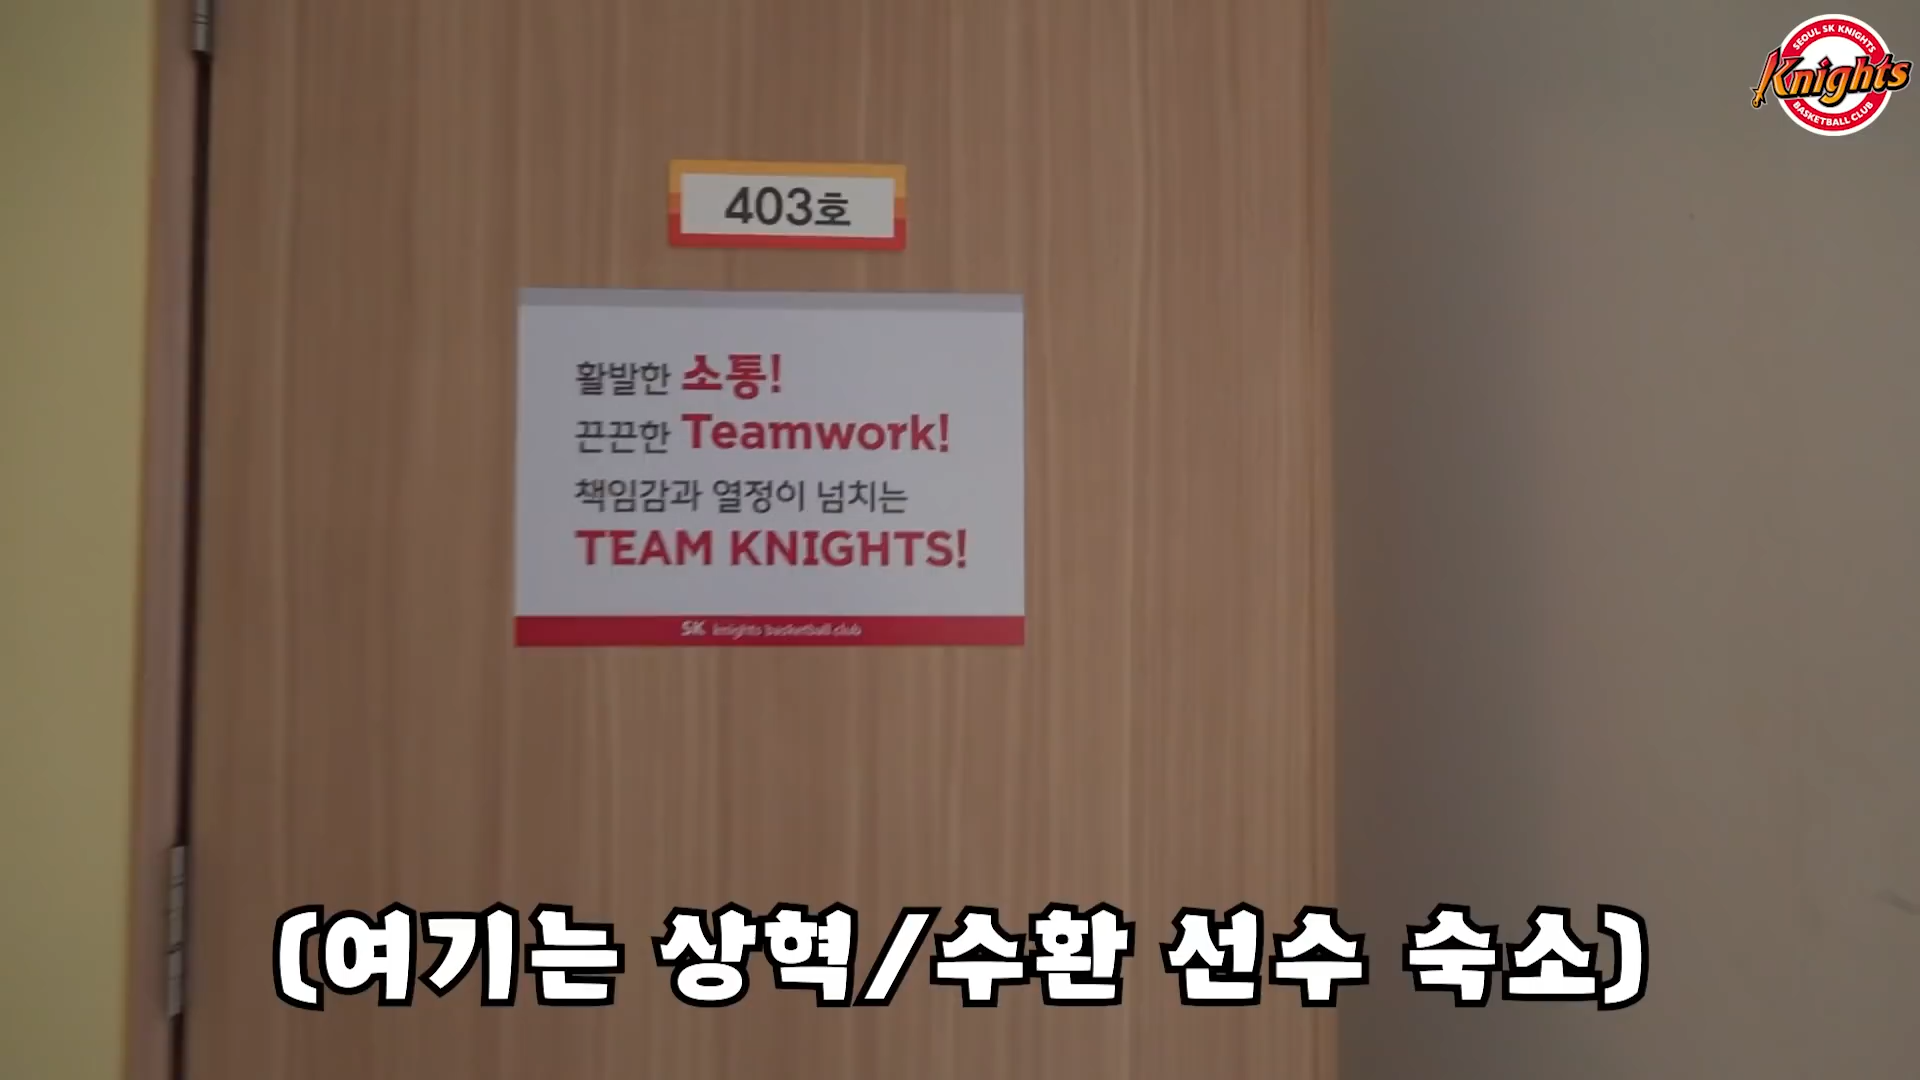 SEOUL SK KNIGHTS
Knights
BASKETBALL CLUB
403호
활발한 소통!
끈끈한 Teamwork!
책임감과 열정이 넘치는
TEAM KNIGHTS!
SK knights basketball club
(여기는 상혁/수환 선수 숙소)